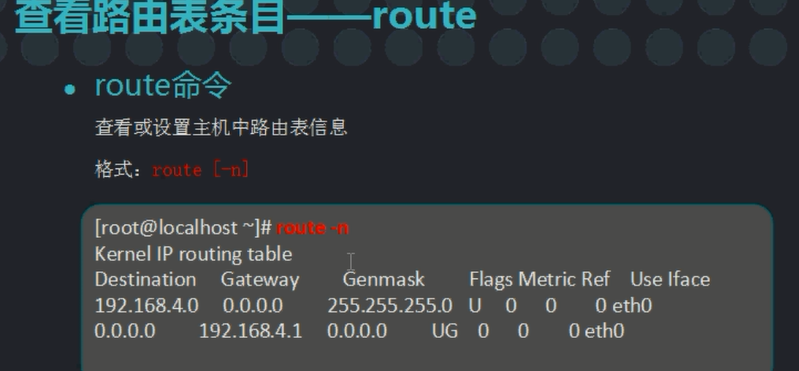 查看路由表条目——route
route命令
查看或设置主机中路由表信息
格式：route [-n]
[root@localhost ~]# route -n
Kernel IP routing table
Destination Gateway Genmask Flags Metric Ref Use Iface
192.168.4.0 0.0.0.0 255.255.255.0 U 0 0 0 eth0
0.0.0.0 192.168.4.1 0.0.0.0 UG 0 0 0 eth0